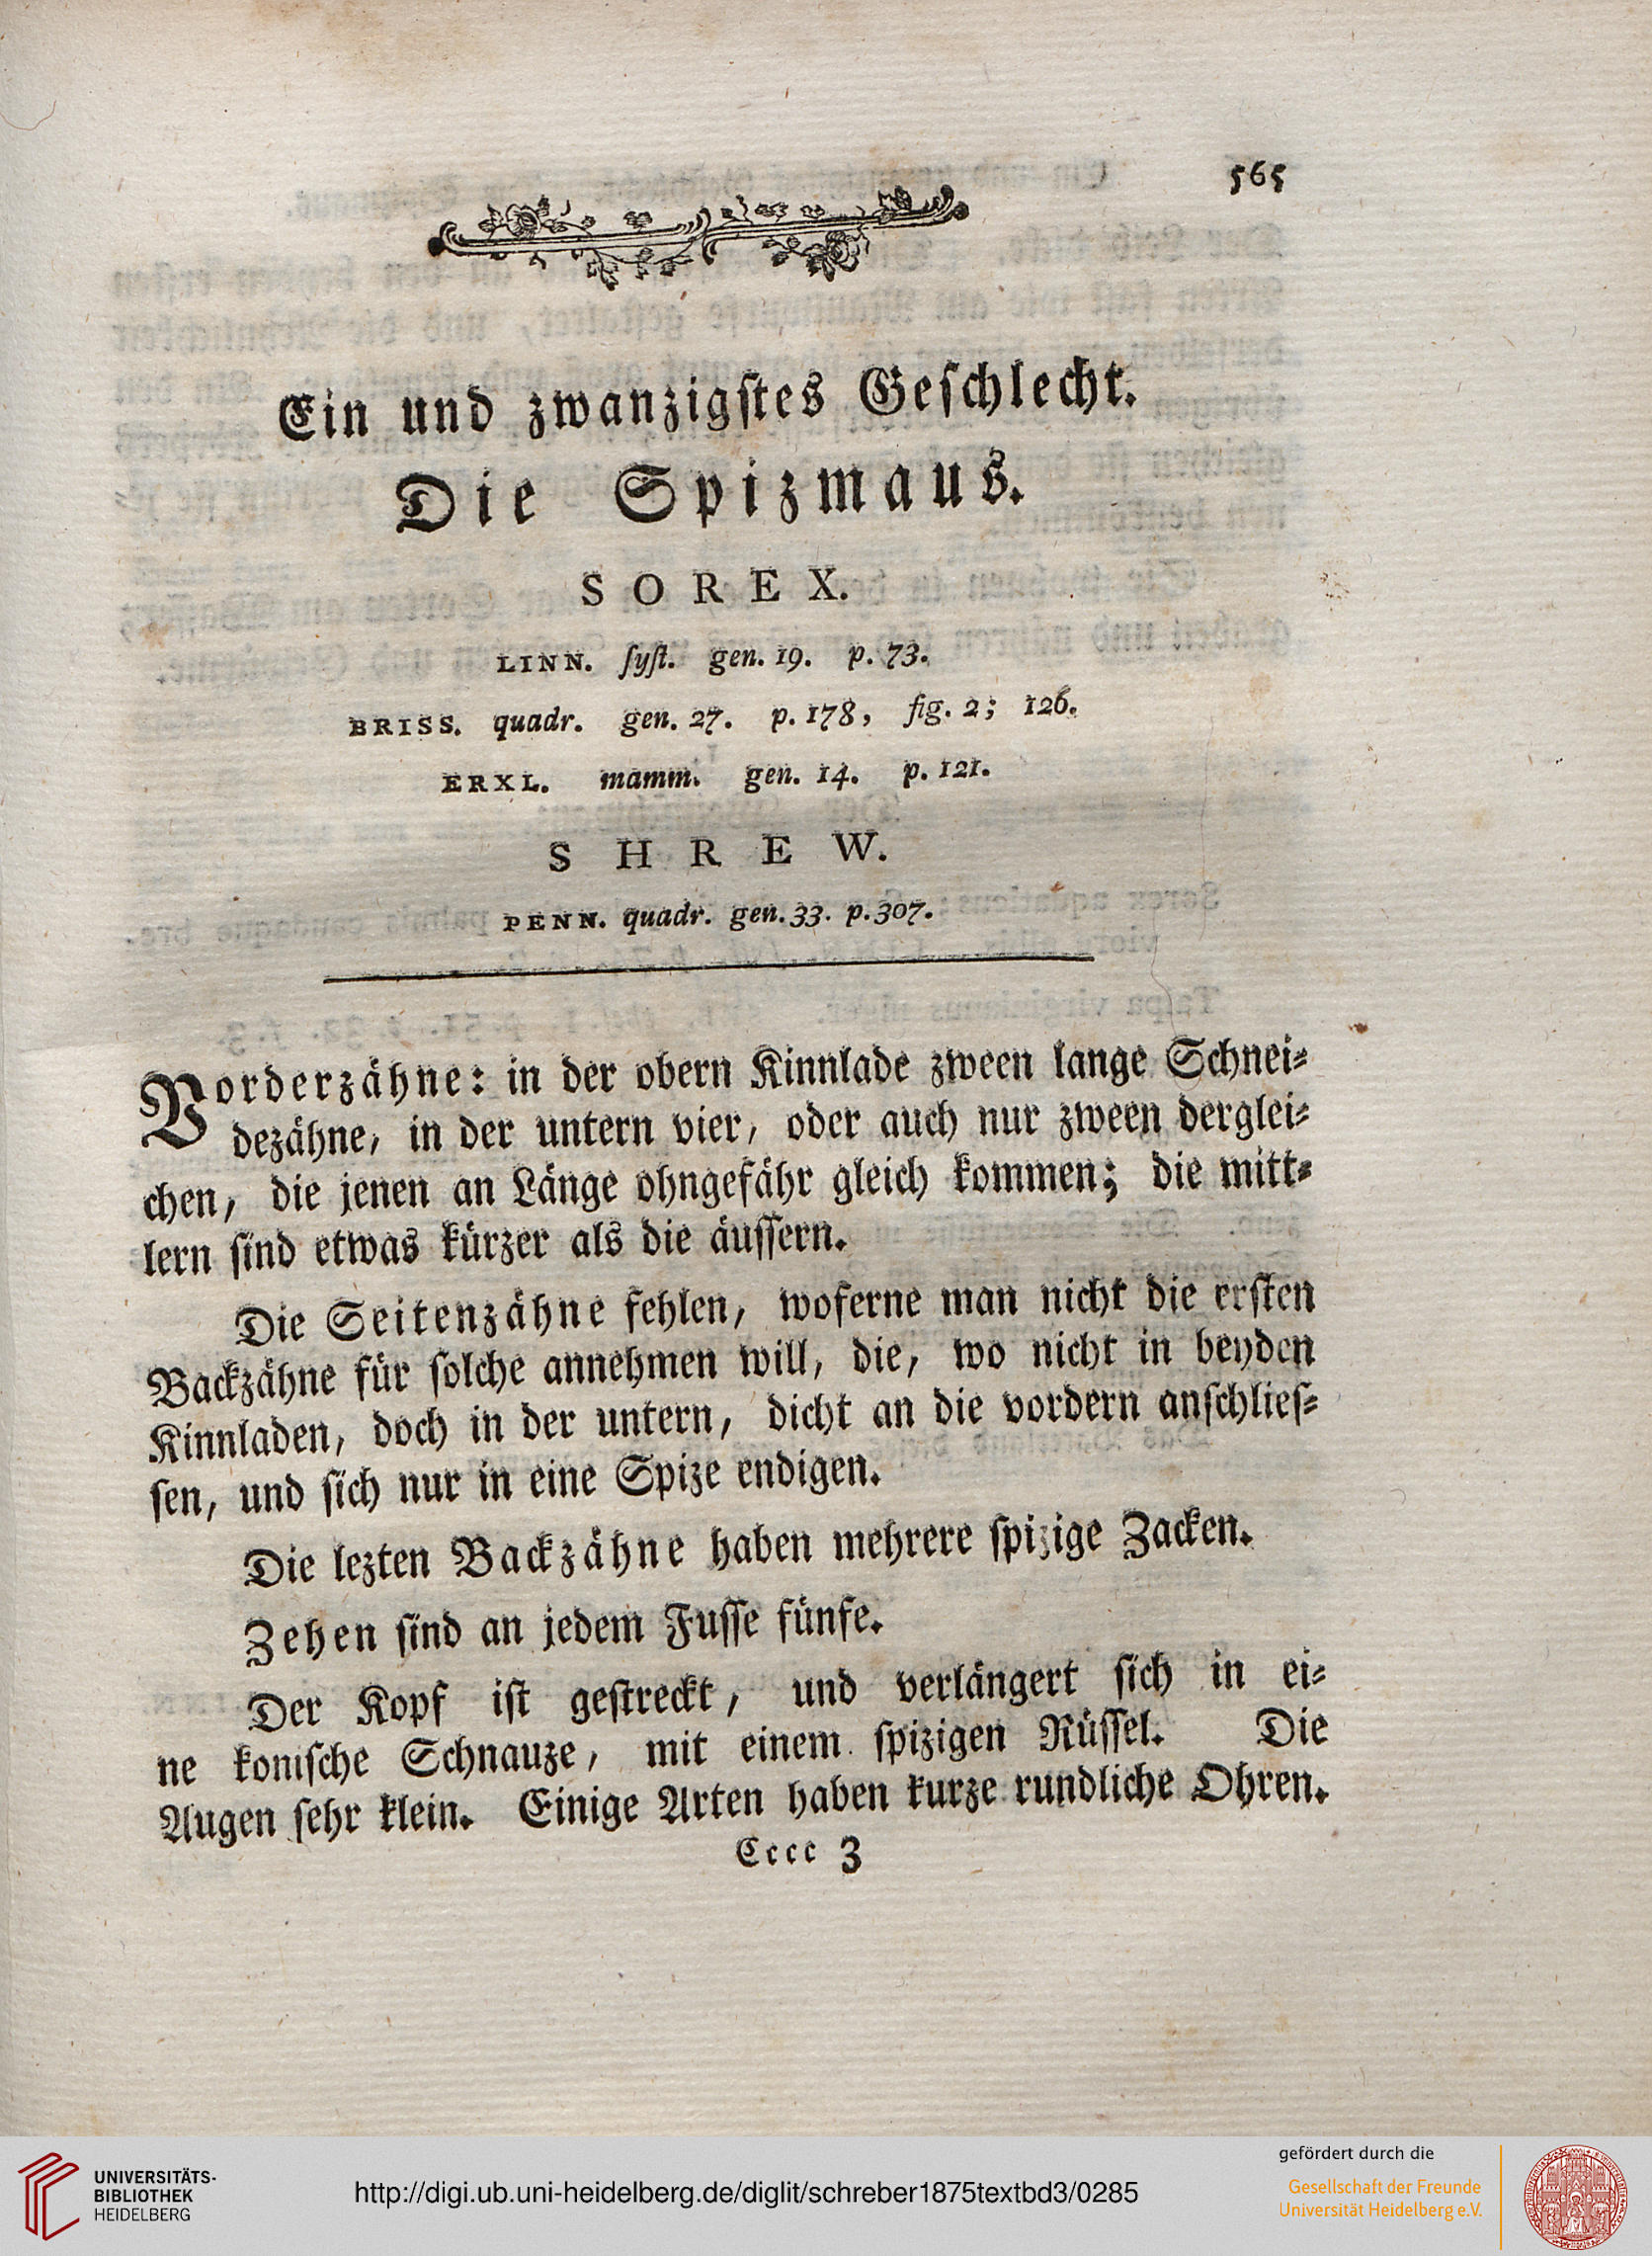 565
Ein und zwanzigſtes Geſchlecht.
Die Spizmaus.
SOREX.
LINN. ſyſt. gen. 19. p. 73.
BRISS. quadr. gen. 27. p. 178, fig. 2; 126.
ERXL. mamm. gen. 14. p. 121.
SHREW.
PENN. quadr. gen. 33. p. 307.
Vorderzähne: in der obern Kinnlade zween lange Schnei⸗
dezähne, in der untern vier, oder auch nur zween derglei⸗
chen, die jenen an Länge ohngefähr gleich kommen; die mitt⸗
lern ſind etwas kürzer als die äuſſern.
Die Seitenzähne fehlen, woferne man nicht die erſten
Backzähne für ſolche annehmen will, die, wo nicht in beyden
Kinnladen, doch in der untern, dicht an die vordern anſchlieſ⸗
ſen, und ſich nur in eine Spize endigen.
Die lezten Backzähne haben mehrere ſpizige Zacken.
Zehen ſind an jedem Fuſſe fünfe.
Der Kopf iſt geſtreckt, und verlängert ſich in ei⸗
ne koniſche Schnauze, mit einem ſpizigen Rüſſel. Die
Augen ſehr klein. Einige Arten haben kurze rundliche Ohren.
Cccc 3
UNIVERSITÄTS-
BIBLIOTHEK
HEIDELBERG
http://digi.ub.uni-heidelberg.de/diglit/schreber1875textbd3/0285
gefördert durch die
Gesellschaft der Freunde
Universität Heidelberg e.V.